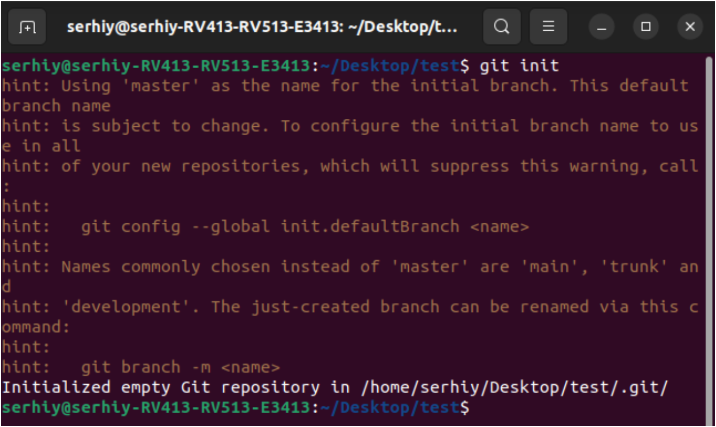 serhiy@serhiy-RV413-RV513-E3413: ~/Desktop/t...
serhiy@serhiy-RV413-RV513-E3413:~/Desktop/test$ git init
hint: Using 'master' as the name for the initial branch. This default
branch name
hint: is subject to change. To configure the initial branch name to us
e in all
hint: of your new repositories, which will suppress this warning, call
:
hint:
hint:   git config --global init.defaultBranch <name>
hint:
hint: Names commonly chosen instead of 'master' are 'main', 'trunk' an
d
hint: 'development'. The just-created branch can be renamed via this c
ommand:
hint:
hint:   git branch -m <name>
Initialized empty Git repository in /home/serhiy/Desktop/test/.git/
serhiy@serhiy-RV413-RV513-E3413:~/Desktop/test$